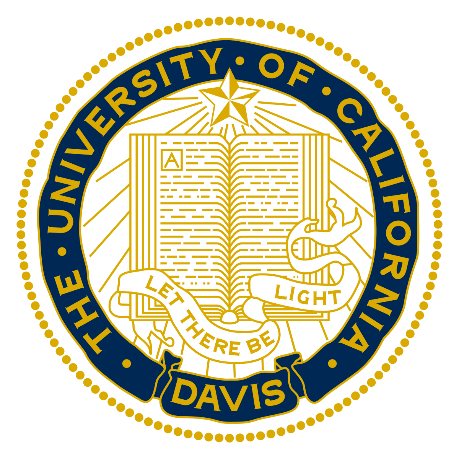 THE · UNIVERSITY · OF · CALIFORNIA
A
LET THERE BE LIGHT
DAVIS